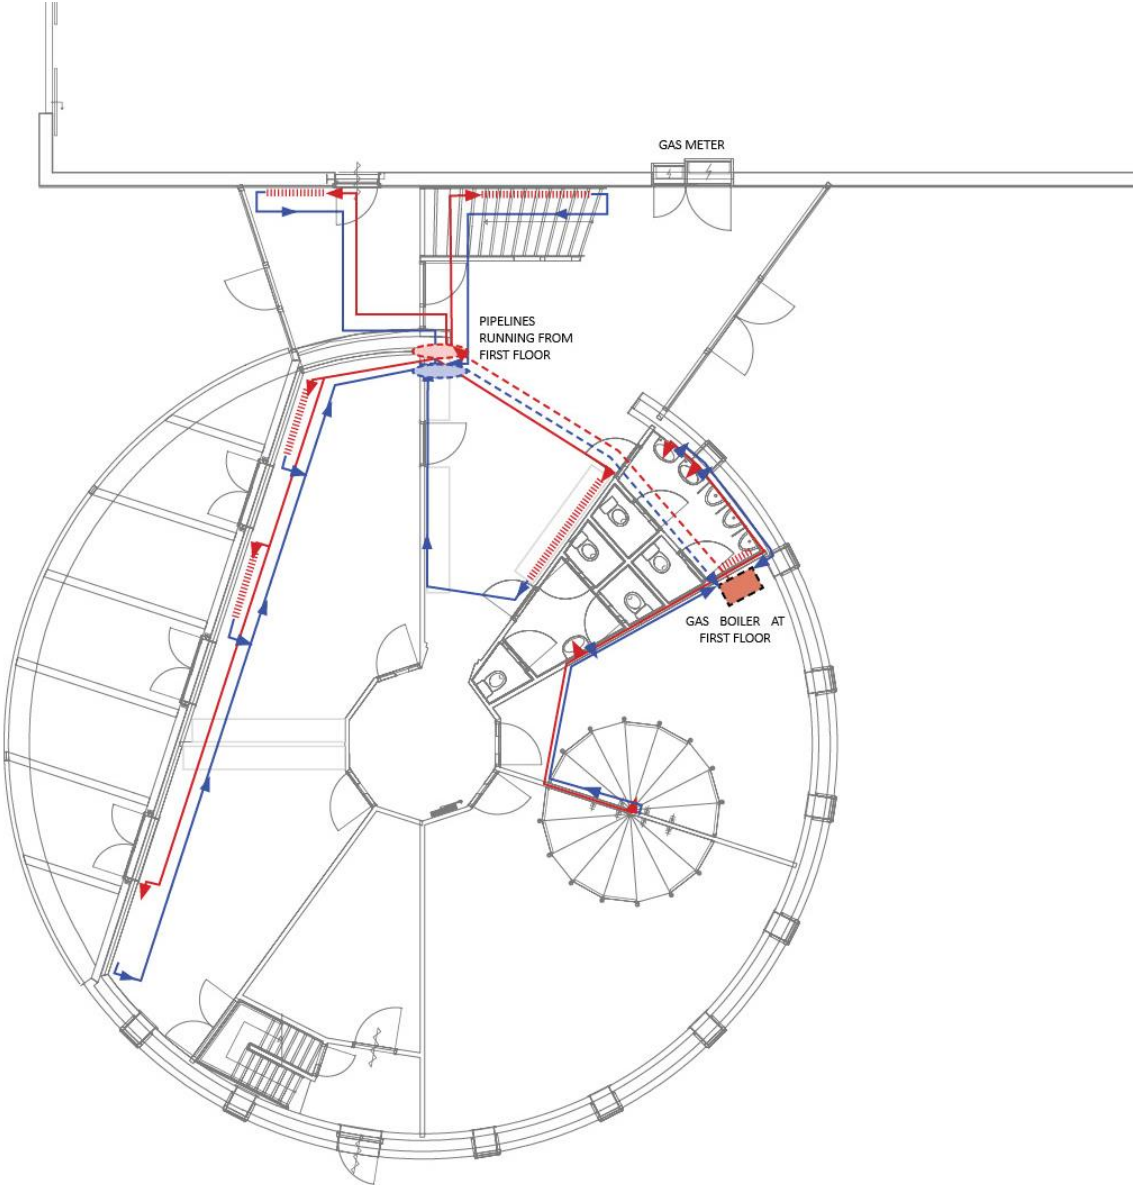 GAS METER
PIPELINES
RUNNING FROM
FIRST FLOOR
GAS BOILER AT
FIRST FLOOR